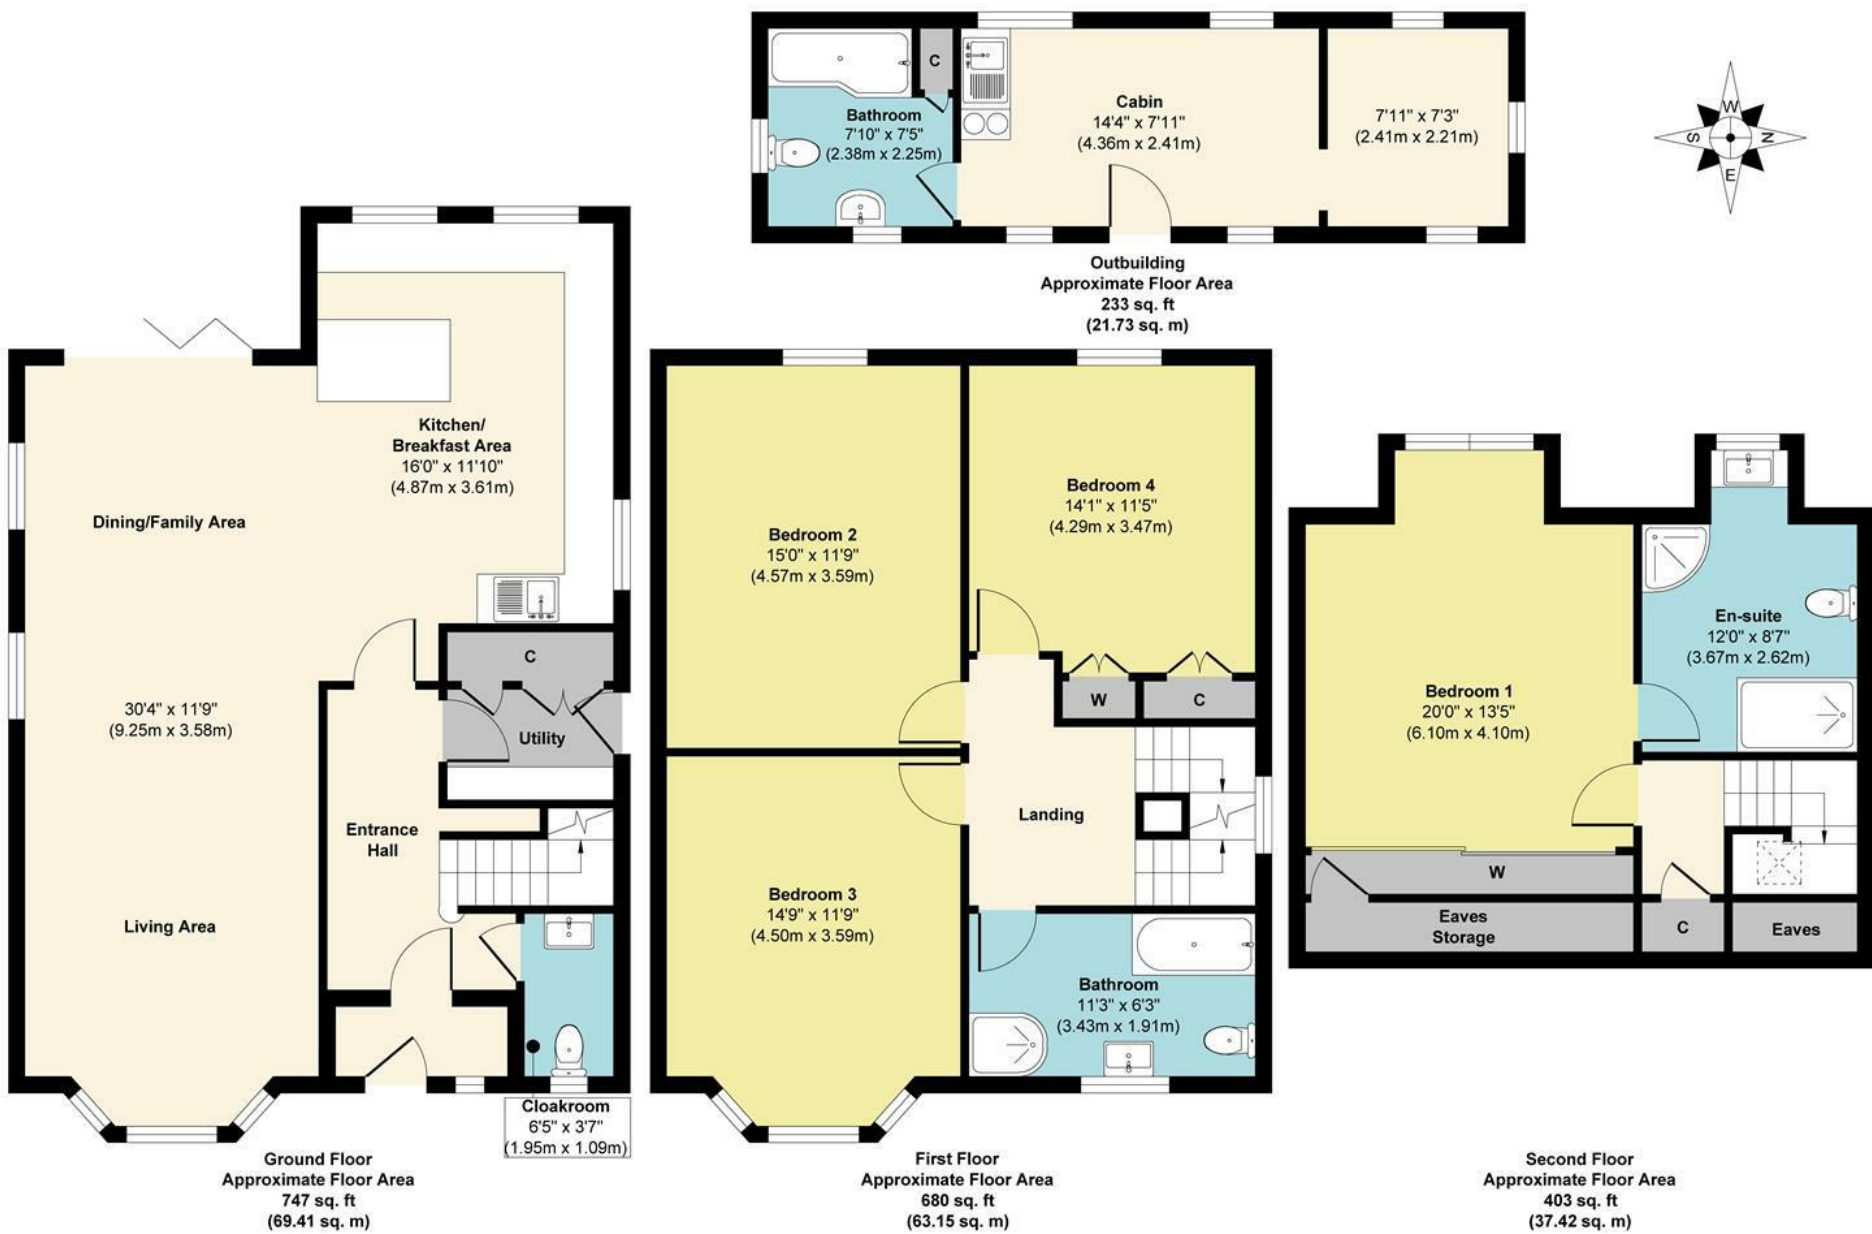 Bathroom
7'10" x 7'5"
(2.38m x 2.25m)
C
Cabin
14'4" x 7'11"
(4.36m x 2.41m)
7'11" x 7'3"
(2.41m x 2.21m)
W
S
N
E
Outbuilding
Approximate Floor Area
233 sq. ft
(21.73 sq. m)
Kitchen/
Breakfast Area
16'0" x 11'10"
(4.87m x 3.61m)
Dining/Family Area
30'4" x 11'9"
(9.25m x 3.58m)
C
Utility
Entrance
Hall
Living Area
Cloakroom
6'5" x 3'7"
(1.95m x 1.09m)
Ground Floor
Approximate Floor Area
747 sq. ft
(69.41 sq. m)
Bedroom 2
15'0" x 11'9"
(4.57m x 3.59m)
Bedroom 4
14'1" x 11'5"
(4.29m x 3.47m)
W
C
Landing
Bedroom 3
14'9" x 11'9"
(4.50m x 3.59m)
Bathroom
11'3" x 6'3"
(3.43m x 1.91m)
First Floor
Approximate Floor Area
680 sq. ft
(63.15 sq. m)
En-suite
12'0" x 8'7"
(3.67m x 2.62m)
Bedroom 1
20'0" x 13'5"
(6.10m x 4.10m)
W
Eaves
Storage
C
Eaves
Second Floor
Approximate Floor Area
403 sq. ft
(37.42 sq. m)